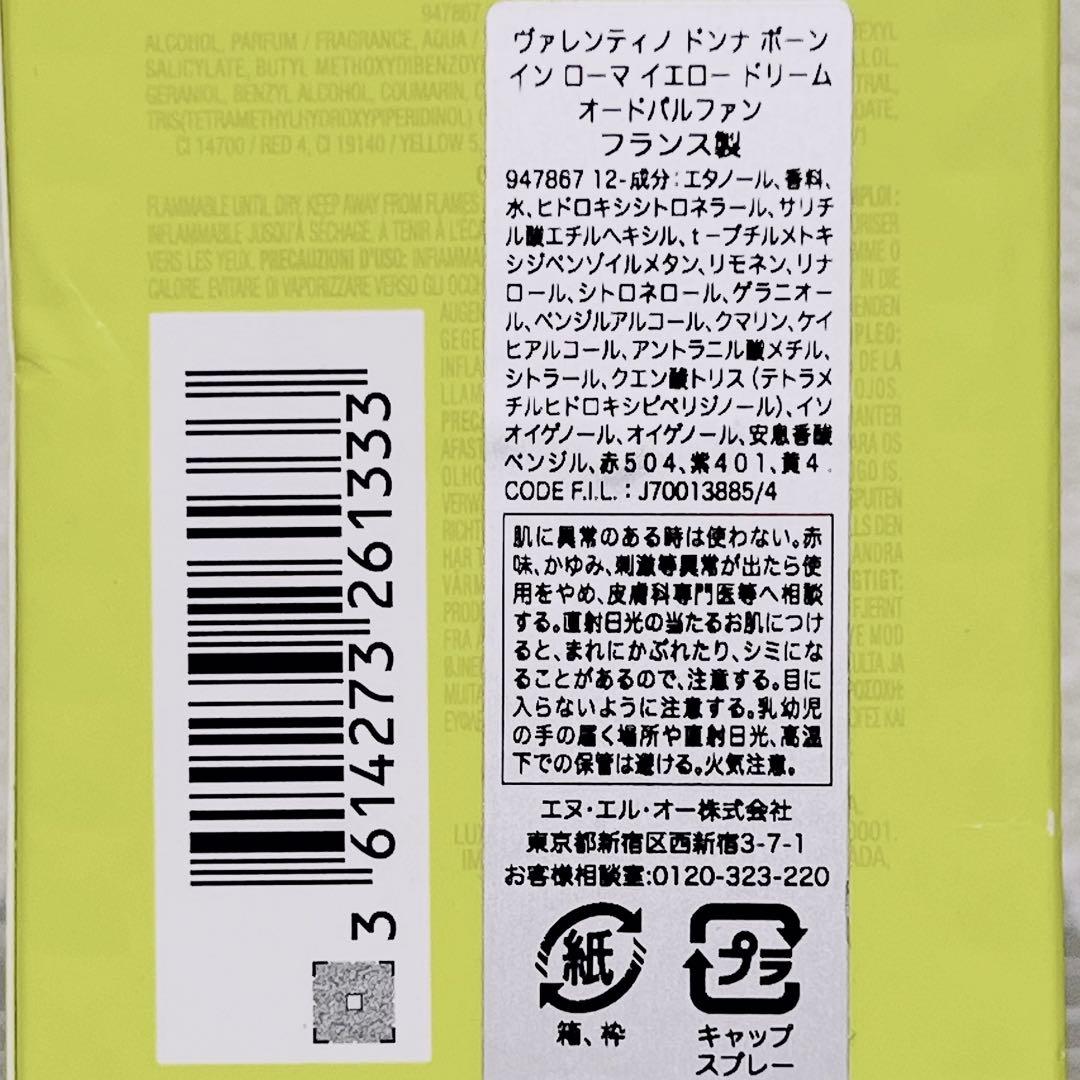 ヴァレンティノ ドンナ ボーン
イン ローマ イエロー ドリーム
オードパルファン
フランス製
947867 12-成分：エタノール、香料、
水、ヒドロキシシトロネラール、サリチ
ル酸エチルヘキシル、t－ブチルメトキ
シジベンゾイルメタン、リモネン、リナ
ロール、シトロネロール、ゲラニオー
ル、ベンジルアルコール、クマリン、ケイ
ヒアルコール、アントラニル酸メチル、
シトラール、クエン酸トリス（テトラメ
チルヒドロキシピペリジノール）、イソ
オイゲノール、オイゲノール、安息香酸
ベンジル、赤504、紫401、黄4
CODE F.I.L. : J70013885/4
肌に異常のある時は使わない。赤
味、かゆみ、刺激等異常が出たら使
用をやめ、皮膚科専門医等へ相談
する。直射日光の当たるお肌につけ
ると、まれにかぶれたり、シミにな
ることがあるので、注意する。目に
入らないように注意する。乳幼児
の手の届く場所や直射日光、高温
下での保管は避ける。火気注意。
エヌ・エル・オー株式会社
東京都新宿区西新宿3-7-1
お客様相談室:0120-323-220
紙
箱、枠
プラ
キャップ
スプレー
3 614273 261333
947867
ALCOHOL, PARFUM / FRAGRANCE, AQUA /
SALICYLATE, BUTYL METHOXYDIBENZOY
GERANIOL, BENZYL ALCOHOL, COUMARIN, C
TRIS(TETRAMETHYLHYDROXYPIPERIDINOL)
CI 14700 / RED 4, CI 19140 / YELLOW 5,
FLAMMABLE UNTIL DRY, KEEP AWAY FROM FLAMES
INFLAMMABLE JUSQU'À SÉCHAGE. À TENIR À L'ÉCA
VERS LES YEUX. PRECAUZIONI D'USO: INFIAMM
CALORE. EVITARE DI VAPORIZZARE VERSO GLI OCCH